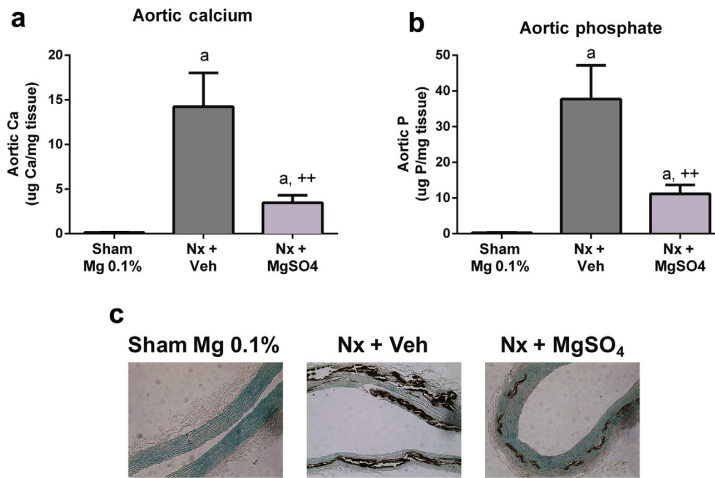 a
Aortic calcium
Aortic Ca
(ug Ca/mg tissue)
20
15
10
5
0
a
a, ++
Sham
Mg 0.1%
Nx +
Veh
Nx +
MgSO4
b
Aortic phosphate
Aortic P
(ug P/mg tissue)
50
40
30
20
10
0
a
a, ++
Sham
Mg 0.1%
Nx +
Veh
Nx +
MgSO4
c
Sham Mg 0.1%
Nx + Veh
Nx + MgSO₄